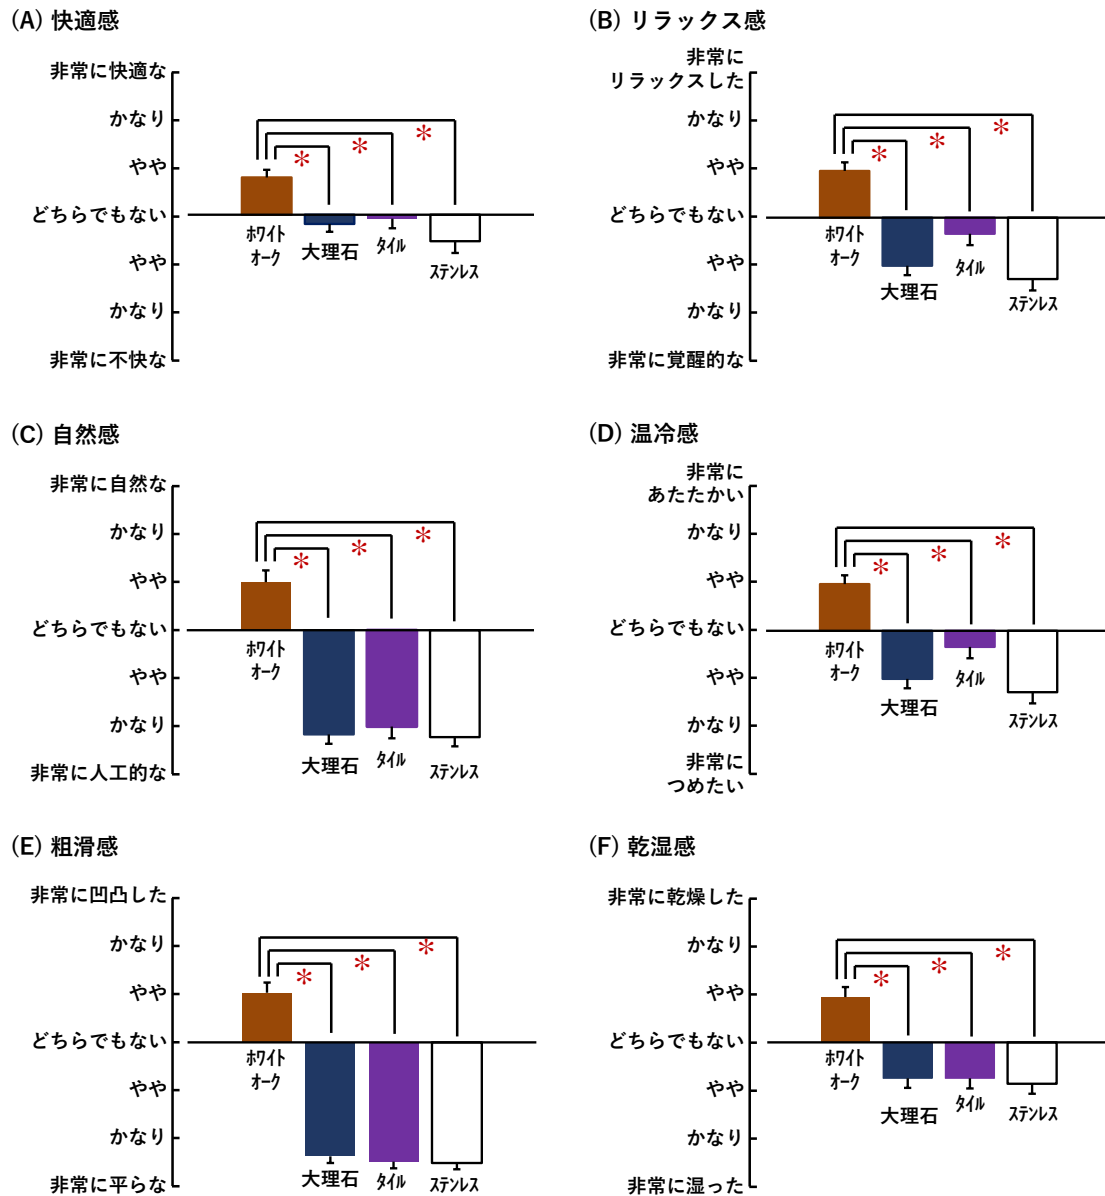 (A) 快適感
非常に快適な
かなり
やや
どちらでもない
やや
かなり
非常に不快な
＊
＊
＊
ﾎﾜｲﾄ
ｵｰｸ
大理石
ﾀｲﾙ
ｽﾃﾝﾚｽ
(B) リラックス感
非常に
リラックスした
かなり
やや
どちらでもない
やや
かなり
非常に覚醒的な
＊
＊
＊
ﾎﾜｲﾄ
ｵｰｸ
大理石
ﾀｲﾙ
ｽﾃﾝﾚｽ
(C) 自然感
非常に自然な
かなり
やや
どちらでもない
やや
かなり
非常に人工的な
＊
＊
＊
ﾎﾜｲﾄ
ｵｰｸ
大理石
ﾀｲﾙ
ｽﾃﾝﾚｽ
(D) 温冷感
非常に
あたたかい
かなり
やや
どちらでもない
やや
かなり
非常に
つめたい
＊
＊
＊
ﾎﾜｲﾄ
ｵｰｸ
大理石
ﾀｲﾙ
ｽﾃﾝﾚｽ
(E) 粗滑感
非常に凹凸した
かなり
やや
どちらでもない
やや
かなり
非常に平らな
＊
＊
＊
ﾎﾜｲﾄ
ｵｰｸ
大理石
ﾀｲﾙ
ｽﾃﾝﾚｽ
(F) 乾湿感
非常に乾燥した
かなり
やや
どちらでもない
やや
かなり
非常に湿った
＊
＊
＊
ﾎﾜｲﾄ
ｵｰｸ
大理石
ﾀｲﾙ
ｽﾃﾝﾚｽ